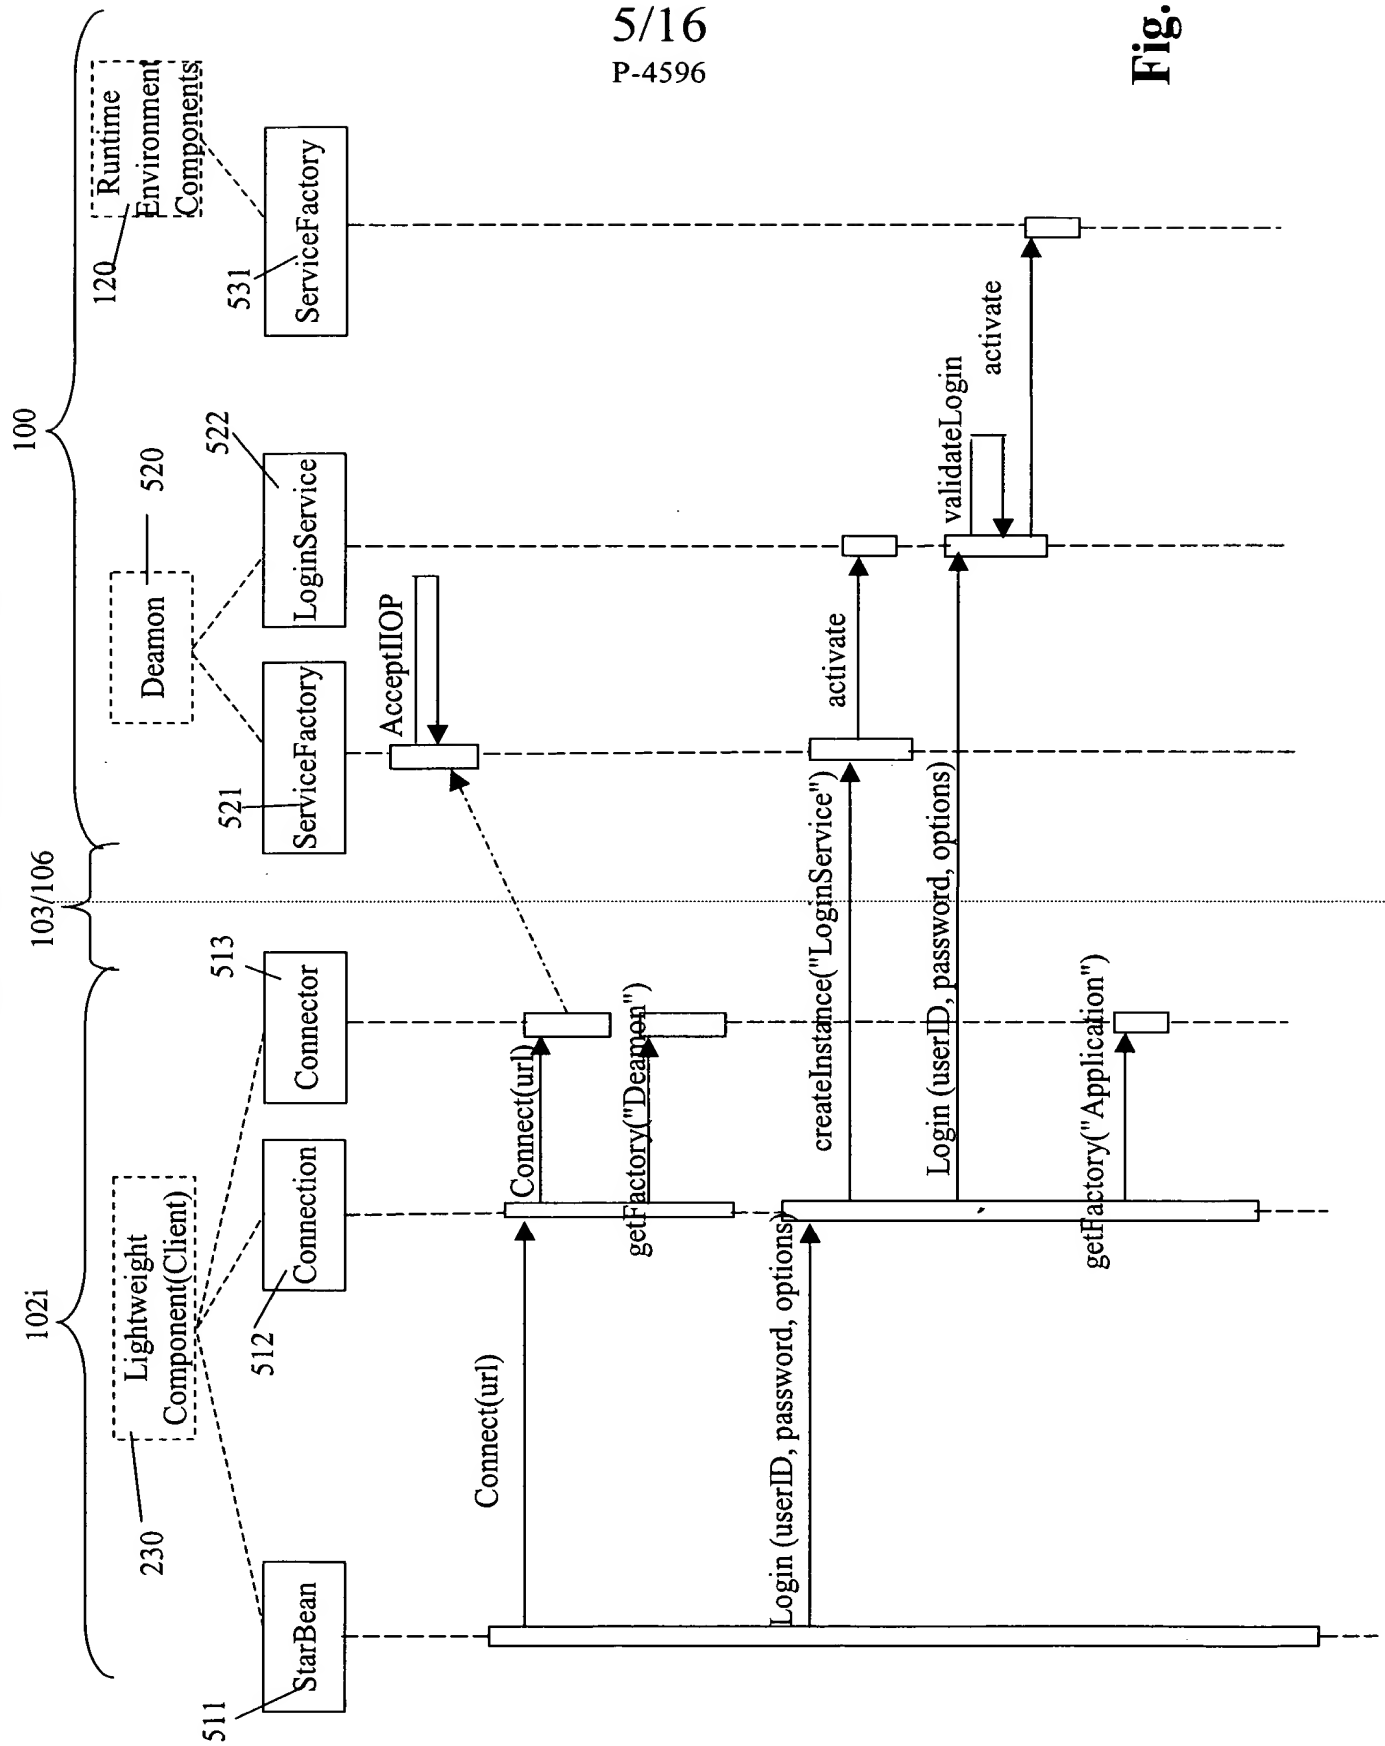 5/16
P-4596
Fig.
102i
103/106
100
Lightweight
Component(Client)
230
Deamon
520
Runtime
Environment
Components
120
StarBean
511
Connection
512
Connector
513
ServiceFactory
521
LoginService
522
ServiceFactory
531
AcceptIIOP
Connect(url)
Connect(url)
getFactory("Deamon")
Login (userID, password, options)
createInstance("LoginService")
activate
Login (userID, password, options)
validateLogin
activate
getFactory("Application")